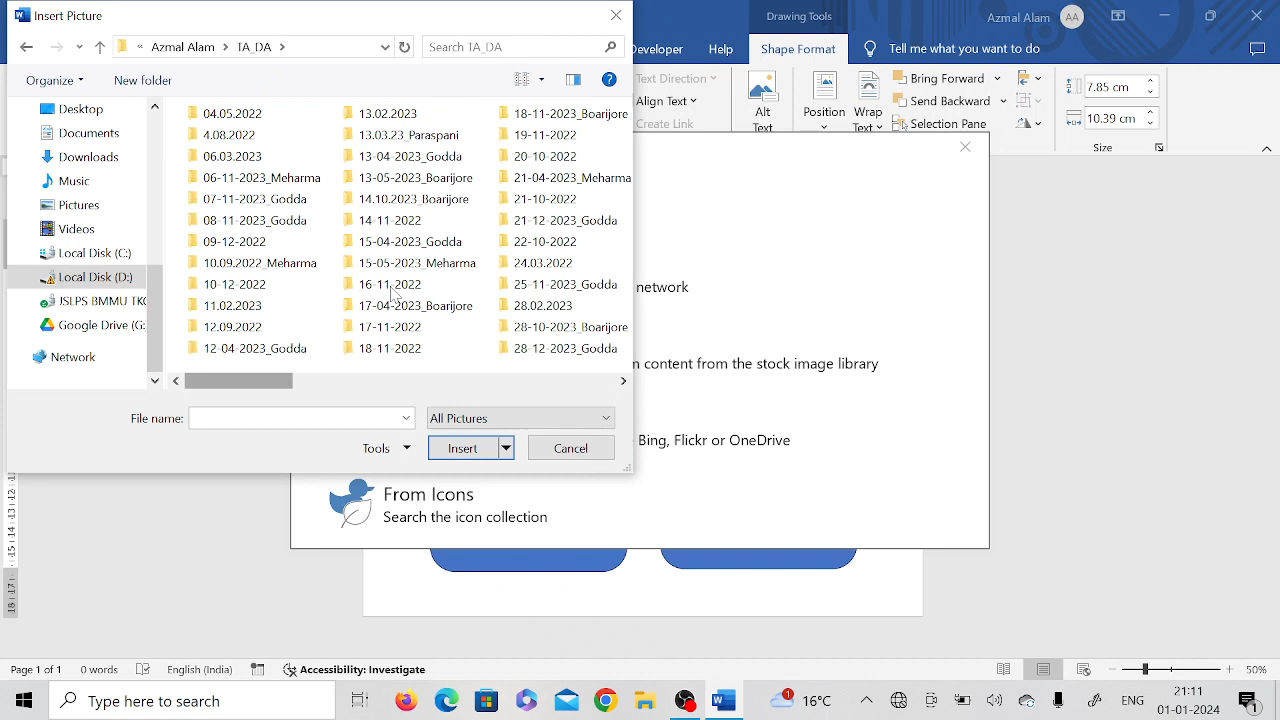 Insert Picture
« Azmal Alam > TA_DA >
Search TA_DA
Organize
New folder
Desktop
Documents
Downloads
Music
Pictures
Videos
Local Disk (C:)
Local Disk (D:)
JSLPS BMMU TKG
Google Drive (G:
Network
04.05.2022
4.08.2022
06.03.2023
06-11-2023_Meharma
07-11-2023_Godda
08-11-2023_Godda
09-12-2022
10.09.2022_Meharma
10-12-2022
11.02.2023
12.09.2022
12-04-2023_Godda
13.02.2023
13.03.23_Paraspani
13-04-2023_Godda
13-05-2023_Boarijore
14.10.2023_Boarijore
14-11-2022
15-04-2023_Godda
15-05-2023_Meharma
16-11-2022
17-04-2023_Boarijore
17-11-2022
18-11-2022
18-11-2023_Boarijore
19-11-2022
20-10-2022
21-04-2023_Meharma
21-10-2022
21-12-2023_Godda
22-10-2022
24.03.2022
25-11-2023_Godda
28.02.2023
28-10-2023_Boarijore
28-12-2023_Godda
File name:
All Pictures
Tools
Insert
Cancel
Drawing Tools
Azmal Alam
AA
Developer
Help
Shape Format
Tell me what you want to do
Text Direction
Align Text
Create Link
Alt
Text
Position
Wrap
Text
Bring Forward
Send Backward
Selection Pane
7.85 cm
10.39 cm
Size
network
m content from the stock image library
Bing, Flickr or OneDrive
From Icons
Search the icon collection
Page 1 of 1
0 words
English (India)
Accessibility: Investigate
50%
Type here to search
1
16°C
ENG
21:11
01-01-2024
1